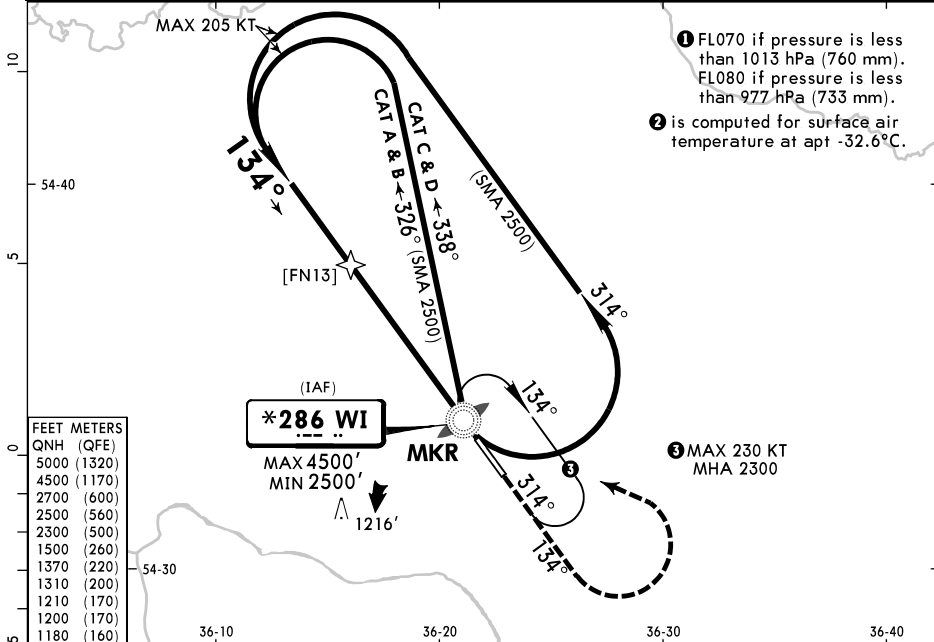 MAX 205 KT
❶ FL070 if pressure is less
than 1013 hPa (760 mm).
FL080 if pressure is less
than 977 hPa (733 mm).
❷ is computed for surface air
temperature at apt -32.6°C.
10
134°
CAT A & B
326°
(SMA 2500)
CAT C & D
338°
(SMA 2500)
54-40
5
[FN13]
314°
(IAF)
*286 WI
134°
MKR
MAX 4500′
MIN 2500′
1216′
❸
❸ MAX 230 KT
MHA 2300
314°
134°
0
FEET METERS
QNH (QFE)
5000 (1320)
4500 (1170)
2700 (600)
2500 (560)
2300 (500)
1500 (260)
1370 (220)
1310 (200)
1210 (170)
1200 (170)
1180 (160)
54-30
5
36-10
36-20
36-30
36-40